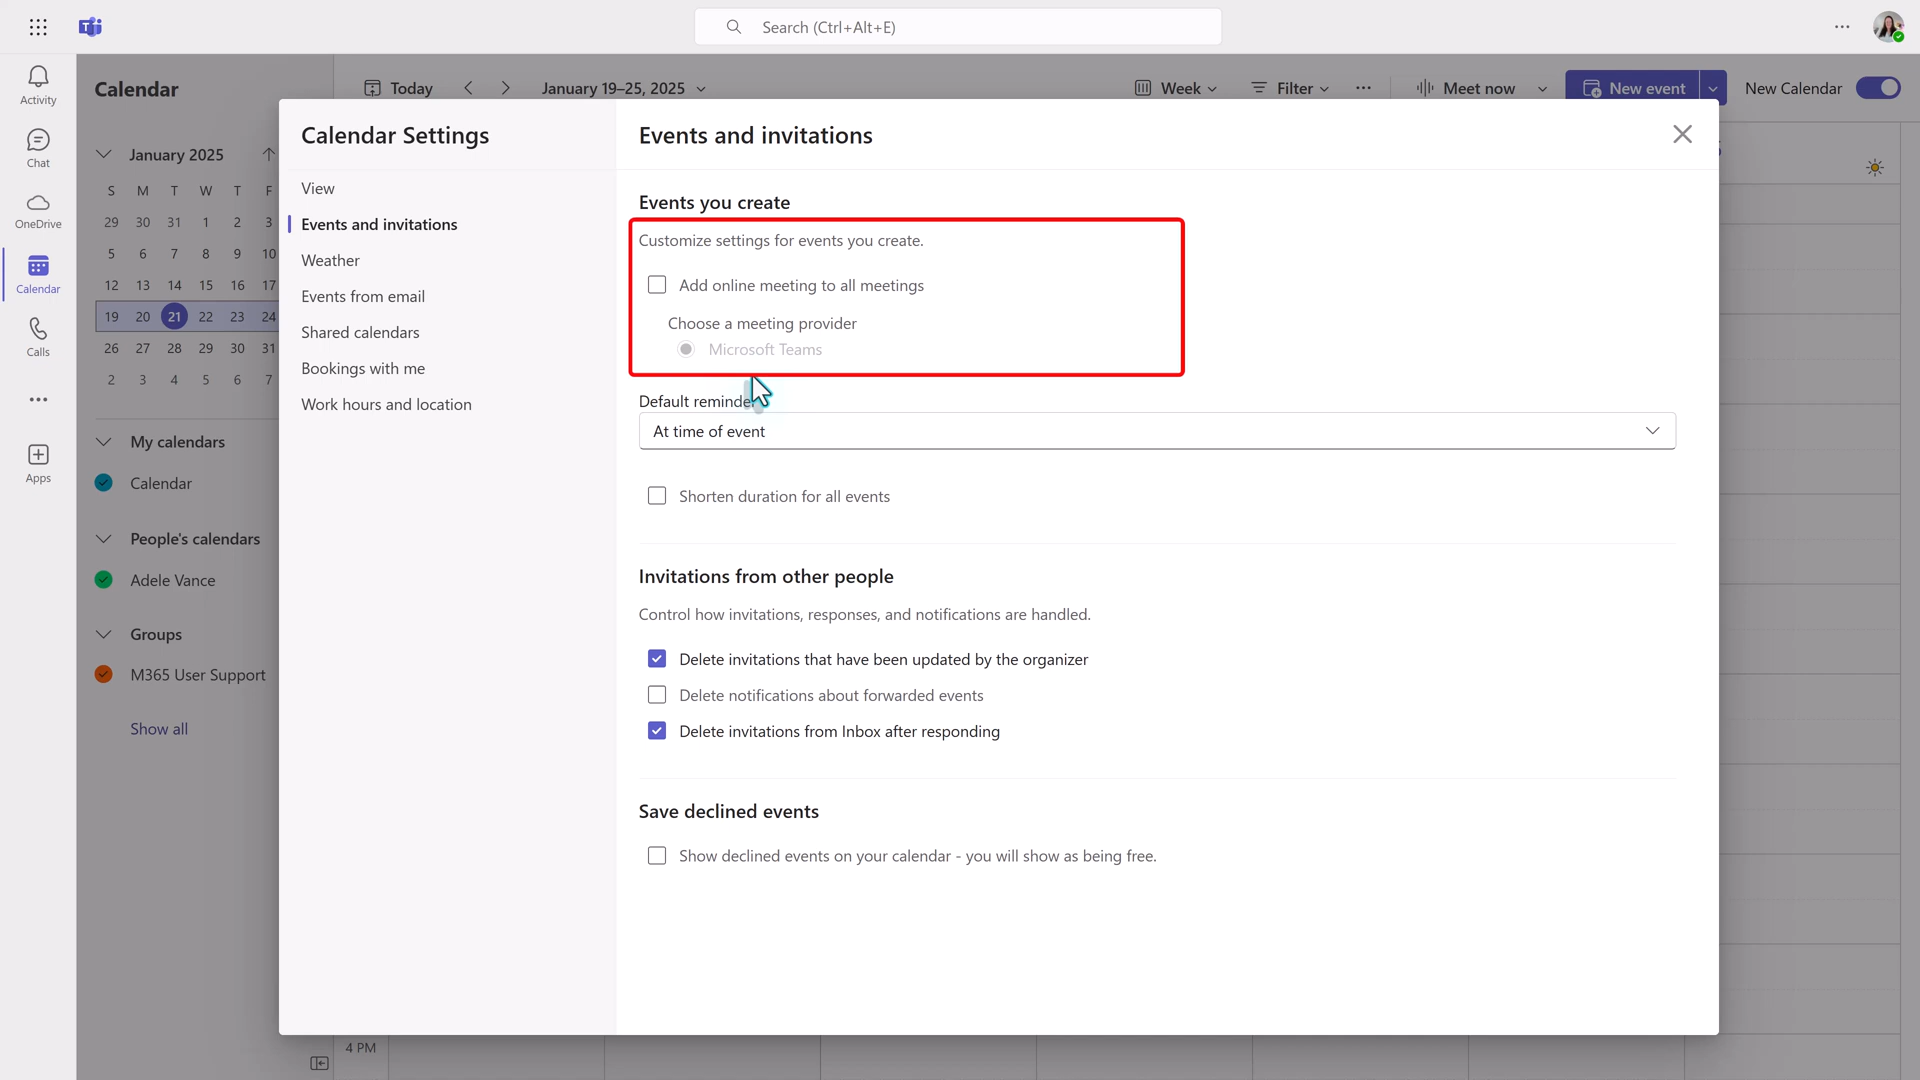 Search (Ctrl+Alt+E)
Activity
Chat
OneDrive
Calendar
Calls
Apps
Calendar
Today
January 19–25, 2025
Week
Filter
Meet now
New event
New Calendar
January 2025
S M T W T F
29 30 31 1 2 3
5 6 7 8 9 10
12 13 14 15 16 17
19 20 21 22 23 24
26 27 28 29 30 31
2 3 4 5 6 7
My calendars
Calendar
People's calendars
Adele Vance
Groups
M365 User Support
Show all
4 PM
Calendar Settings
View
Events and invitations
Weather
Events from email
Shared calendars
Bookings with me
Work hours and location
Events and invitations
Events you create
Customize settings for events you create.
Add online meeting to all meetings
Choose a meeting provider
Microsoft Teams
Default reminder
At time of event
Shorten duration for all events
Invitations from other people
Control how invitations, responses, and notifications are handled.
Delete invitations that have been updated by the organizer
Delete notifications about forwarded events
Delete invitations from Inbox after responding
Save declined events
Show declined events on your calendar - you will show as being free.